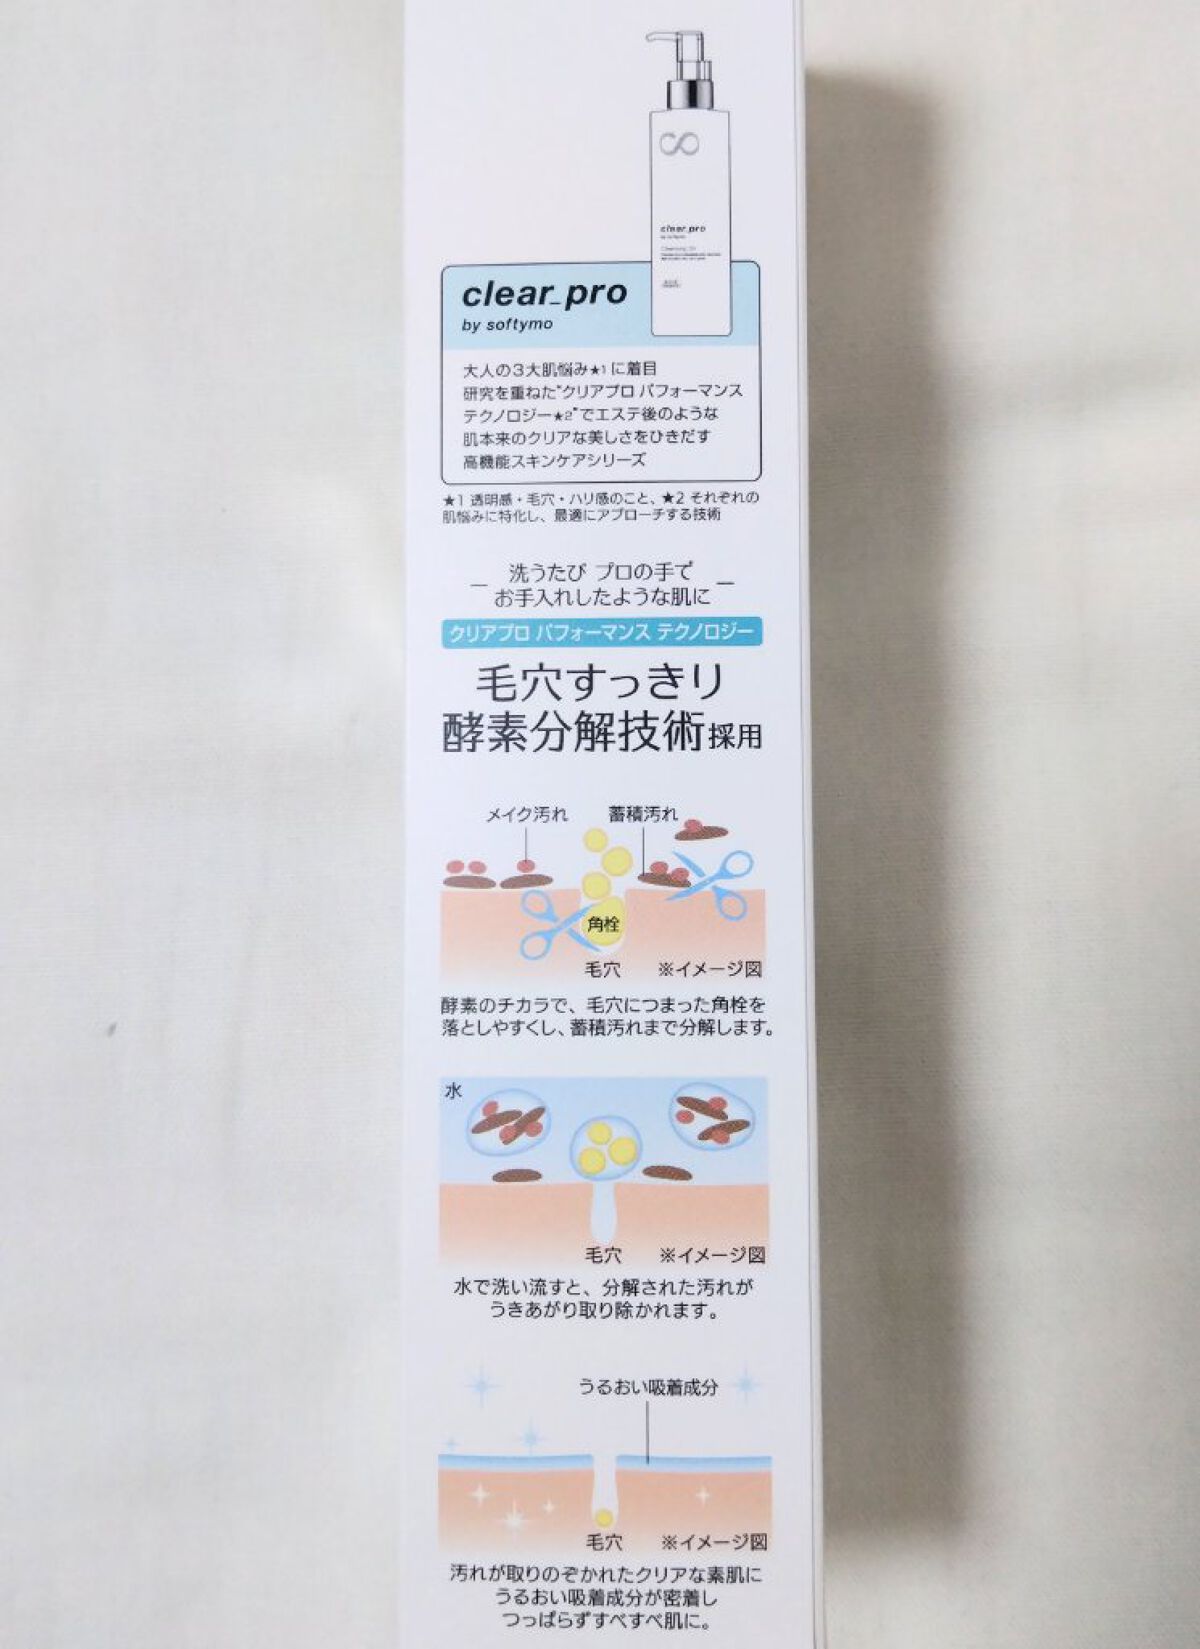 clear_pro
by softymo
clear_pro
by softymo
大人の3大肌悩み★1に着目
研究を重ねた"クリアプロ パフォーマンス
テクノロジー★2"でエステ後のような
肌本来のクリアな美しさをひきだす
高機能スキンケアシリーズ
★1 透明感・毛穴・ハリ感のこと、★2 それぞれの
肌悩みに特化し、最適にアプローチする技術
洗うたび プロの手で
お手入れしたような肌に
クリアプロ パフォーマンス テクノロジー
毛穴すっきり
酵素分解技術採用
メイク汚れ 蓄積汚れ
角栓
毛穴 ※イメージ図
酵素のチカラで、毛穴につまった角栓を
落としやすくし、蓄積汚れまで分解します。
水
毛穴 ※イメージ図
水で洗い流すと、分解された汚れが
うきあがり取り除かれます。
うるおい吸着成分
毛穴 ※イメージ図
汚れが取りのぞかれたクリアな素肌に
うるおい吸着成分が密着し
つっぱらずすべすべ肌に。